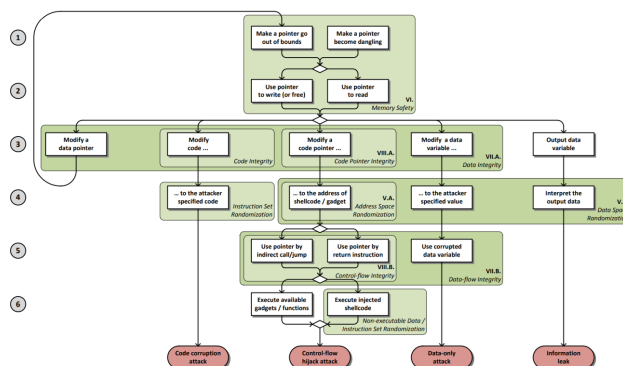 1
Make a pointer go
out of bounds
Make a pointer
become dangling
2
Use pointer
to write (or free)
Use pointer
to read
VI.
Memory Safety
3
Modify a
data pointer
Modify
code ...
Code Integrity
Modify a
code pointer ...
VIII.A.
Code Pointer Integrity
Modify a data
variable ...
VII.A.
Data Integrity
Output data
variable
4
... to the attacker
specified code
Instruction Set
Randomization
... to the address of
shellcode / gadget
V.A.
Address Space
Randomization
... to the attacker
specified value
Interpret the
output data
Data Space
Randomization
5
Use pointer by
indirect call/jump
Use pointer by
return instruction
VIII.B.
Control-flow Integrity
Use corrupted
data variable
VII.B.
Data-flow Integrity
6
Execute available
gadgets / functions
Execute injected
shellcode
Non-executable Data /
Instruction Set Randomization
Code corruption
attack
Control-flow
hijack attack
Data-only
attack
Information
leak